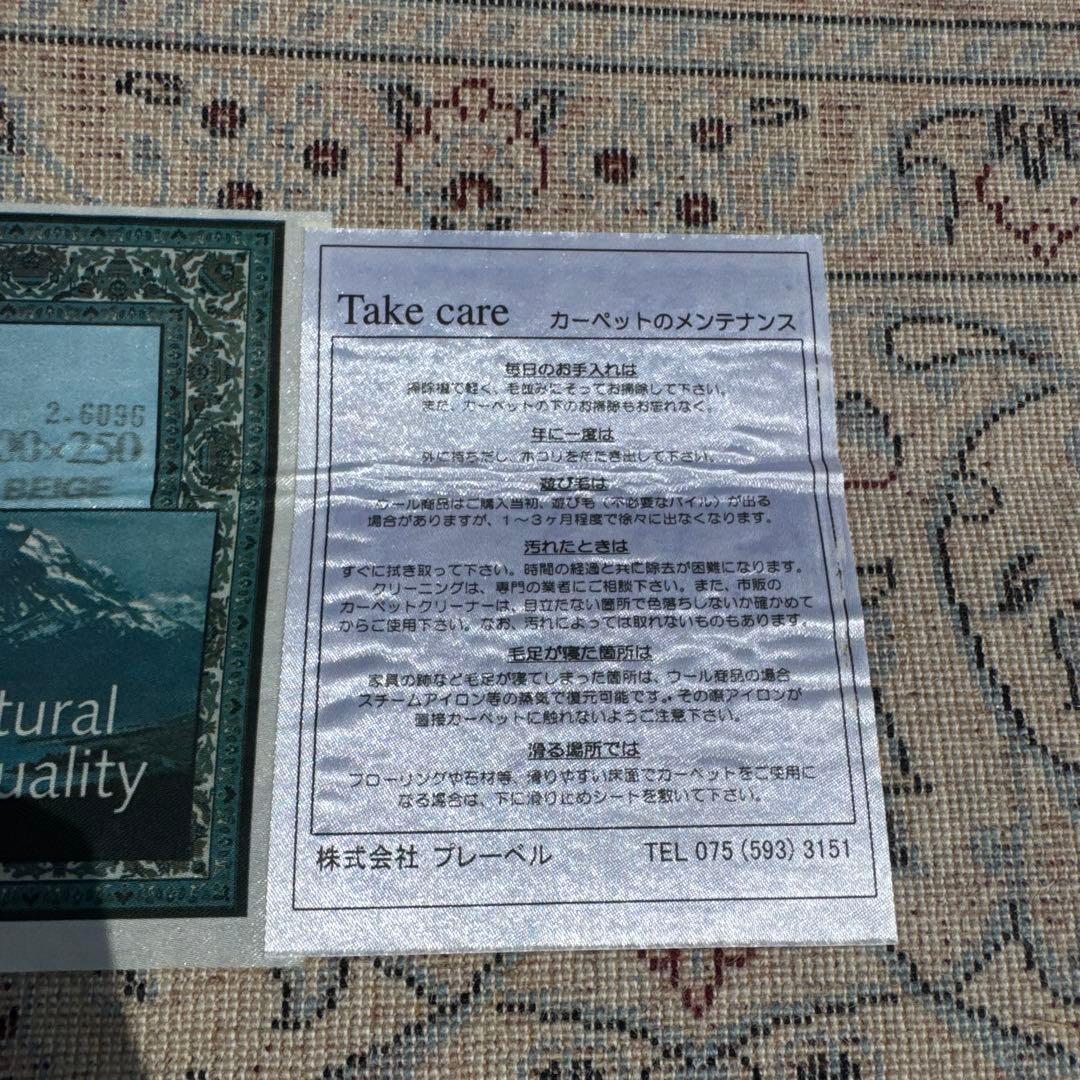 2-6096
00×250
BEIGE
tural
uality
Take care カーペットのメンテナンス
毎日のお手入れは
掃除機で軽く、毛並みにそってお掃除して下さい。
また、カーペットの下のお掃除もお忘れなく。
年に一度は
外に持ちだし、ホコリをたたき出して下さい。
遊び毛は
ウール商品はご購入当初、遊び毛（不必要なパイル）が出る
場合がありますが、１〜３ヶ月程度で徐々に出なくなります。
汚れたときは
すぐに拭き取って下さい。時間の経過と共に除去が困難になります。
クリーニングは、専門の業者にご相談下さい。また、市販の
カーペットクリーナーは、目立たない箇所で色落ちしないか確かめて
からご使用下さい。なお、汚れによっては取れないものもあります。
毛足が寝た箇所は
家具の跡など毛足が寝てしまった箇所は、ウール商品の場合
スチームアイロン等の蒸気で復元可能です。その際アイロンが
直接カーペットに触れないようご注意下さい。
滑る場所では
フローリングや石材等、滑りやすい床面でカーペットをご使用に
なる場合は、下に滑り止めシートを敷いて下さい。
株式会社 プレーベル TEL 075 (593) 3151